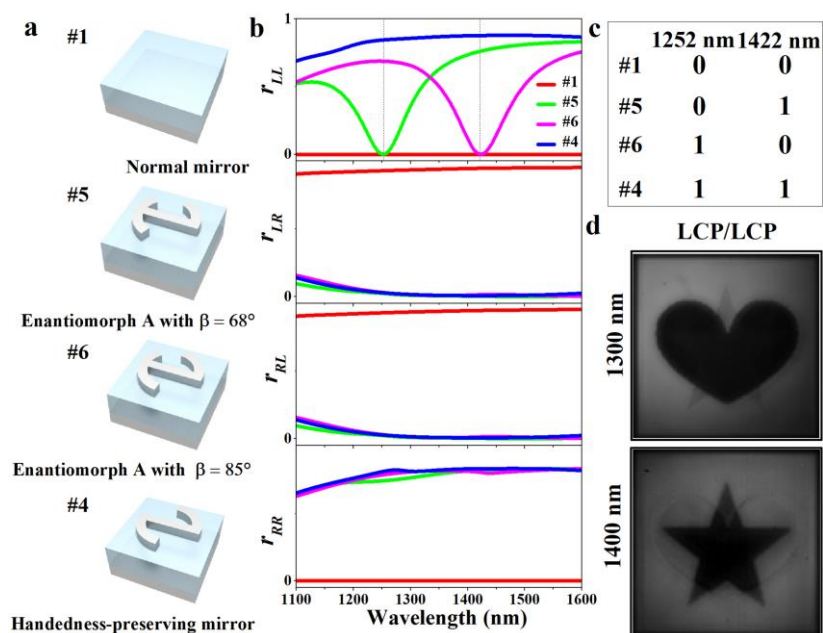 a
#1
Normal mirror
#5
Enantiomorph A with β = 68°
#6
Enantiomorph A with β = 85°
#4
Handedness-preserving mirror
b
1
r_LL
0
#1
#5
#6
#4
r_LR
0
r_RL
0
r_RR
0
1100 1200 1300 1400 1500 1600
Wavelength (nm)
c
1252 nm 1422 nm
#1 0 0
#5 0 1
#6 1 0
#4 1 1
d
LCP/LCP
1300 nm
1400 nm